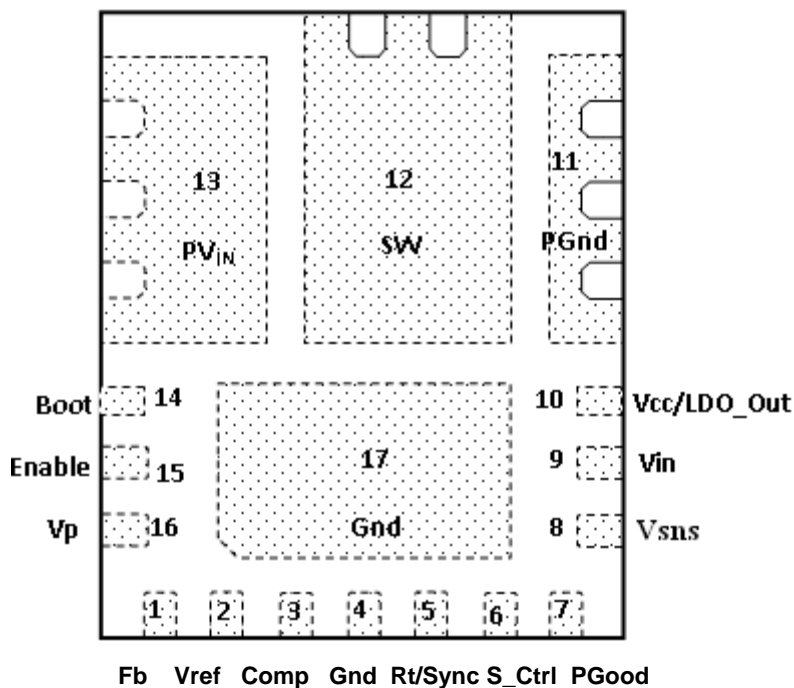 13 12 11
PV_IN SW PGnd
Boot 14 10 Vcc/LDO_Out
Enable 15 17 9 Vin
Vp 16 Gnd 8 Vsns
1 2 3 4 5 6 7
Fb Vref Comp Gnd Rt/Sync S_Ctrl PGood